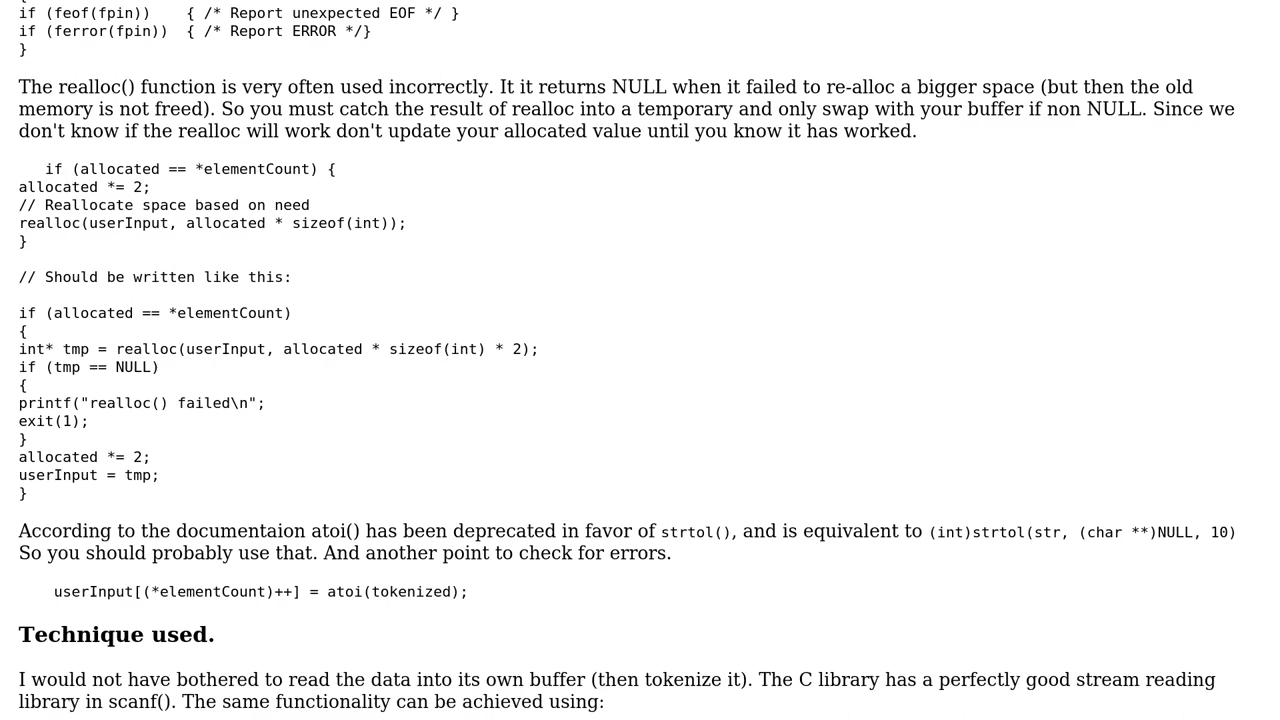 if (feof(fpin))    { /* Report unexpected EOF */ }
if (ferror(fpin))  { /* Report ERROR */}
}
The realloc() function is very often used incorrectly. It it returns NULL when it failed to re-alloc a bigger space (but then the old
memory is not freed). So you must catch the result of realloc into a temporary and only swap with your buffer if non NULL. Since we
don't know if the realloc will work don't update your allocated value until you know it has worked.
   if (allocated == *elementCount) {
allocated *= 2;
// Reallocate space based on need
realloc(userInput, allocated * sizeof(int));
}
// Should be written like this:
if (allocated == *elementCount)
{
int* tmp = realloc(userInput, allocated * sizeof(int) * 2);
if (tmp == NULL)
{
printf("realloc() failed\n";
exit(1);
}
allocated *= 2;
userInput = tmp;
}
According to the documentaion atoi() has been deprecated in favor of strtol(), and is equivalent to (int)strtol(str, (char **)NULL, 10)
So you should probably use that. And another point to check for errors.
    userInput[(*elementCount)++] = atoi(tokenized);
Technique used.
I would not have bothered to read the data into its own buffer (then tokenize it). The C library has a perfectly good stream reading
library in scanf(). The same functionality can be achieved using: